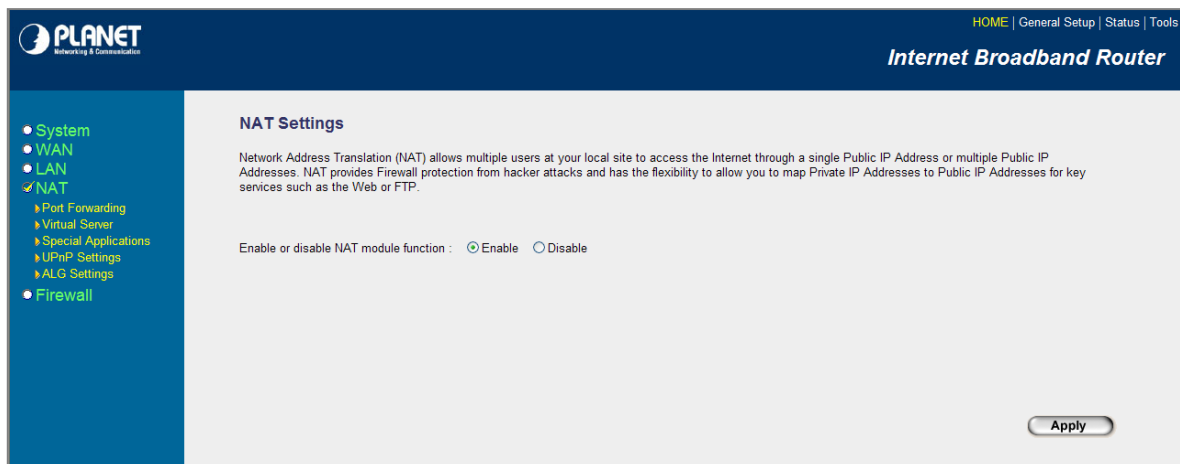 PLANET
Networking & Communication
HOME | General Setup | Status | Tools
Internet Broadband Router
System
WAN
LAN
NAT
Port Forwarding
Virtual Server
Special Applications
UPnP Settings
ALG Settings
Firewall
NAT Settings
Network Address Translation (NAT) allows multiple users at your local site to access the Internet through a single Public IP Address or multiple Public IP
Addresses. NAT provides Firewall protection from hacker attacks and has the flexibility to allow you to map Private IP Addresses to Public IP Addresses for key
services such as the Web or FTP.
Enable or disable NAT module function : Enable Disable
Apply